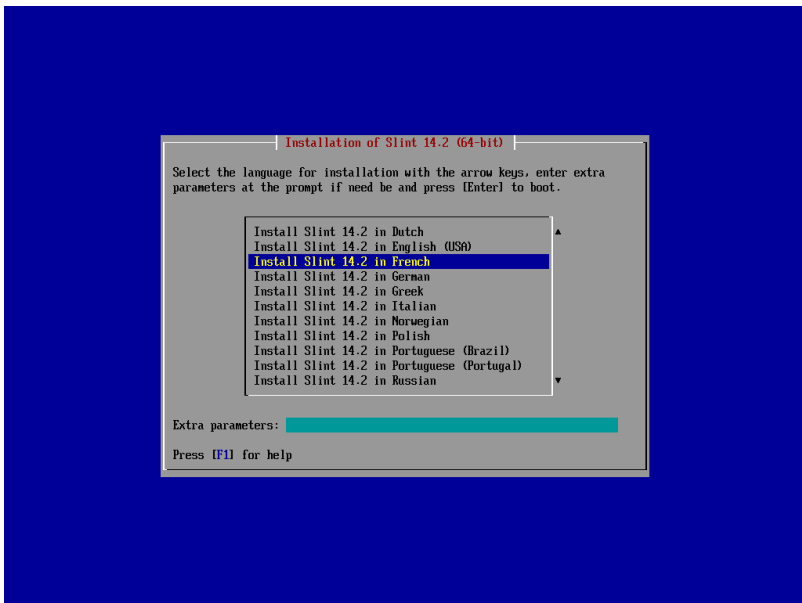 Installation of Slint 14.2 (64-bit)
Select the language for installation with the arrow keys, enter extra
parameters at the prompt if need be and press [Enter] to boot.
Install Slint 14.2 in Dutch
Install Slint 14.2 in English (USA)
Install Slint 14.2 in French
Install Slint 14.2 in German
Install Slint 14.2 in Greek
Install Slint 14.2 in Italian
Install Slint 14.2 in Norwegian
Install Slint 14.2 in Polish
Install Slint 14.2 in Portuguese (Brazil)
Install Slint 14.2 in Portuguese (Portugal)
Install Slint 14.2 in Russian
Extra parameters:
Press [F1] for help